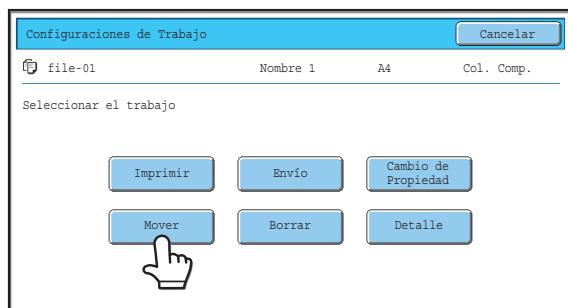 Configuraciones de Trabajo Cancelar
file-01 Nombre 1 A4 Col. Comp.
Seleccionar el trabajo
Imprimir Envío Cambio de
Propiedad
Mover Borrar Detalle